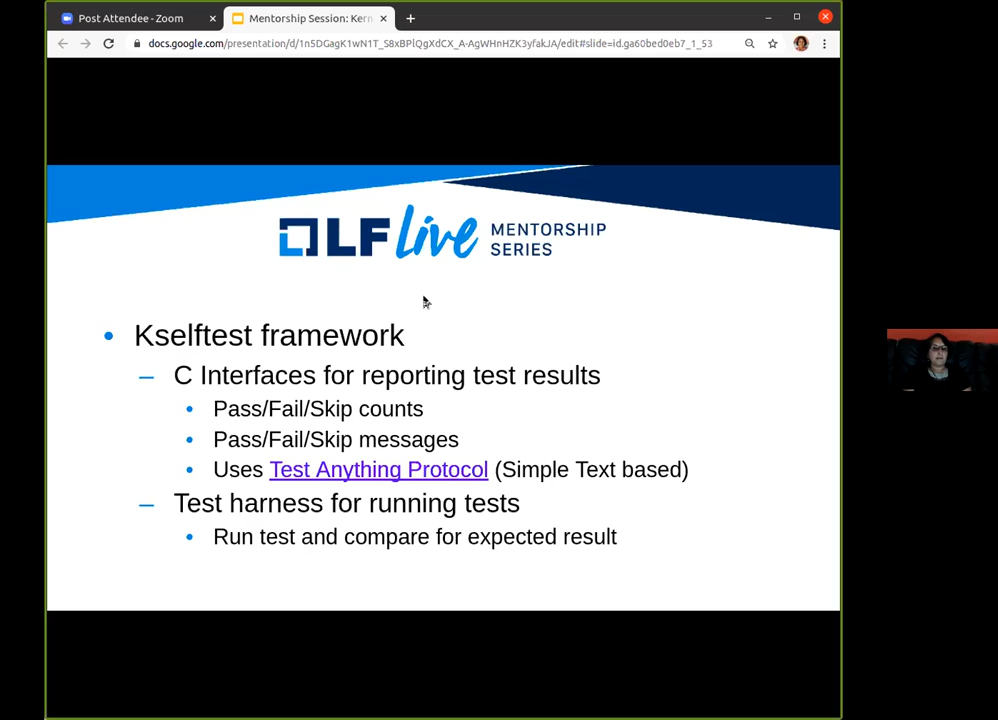 Post Attendee - Zoom
Mentorship Session: Kern
docs.google.com/presentation/d/1n5DGagK1wN1T_S8xBPlQgXdCX_A-AgWHnHZK3yfakJA/edit#slide=id.ga60bed0eb7_1_53
LF live MENTORSHIP
SERIES
• Kselftest framework
– C Interfaces for reporting test results
• Pass/Fail/Skip counts
• Pass/Fail/Skip messages
• Uses Test Anything Protocol (Simple Text based)
– Test harness for running tests
• Run test and compare for expected result